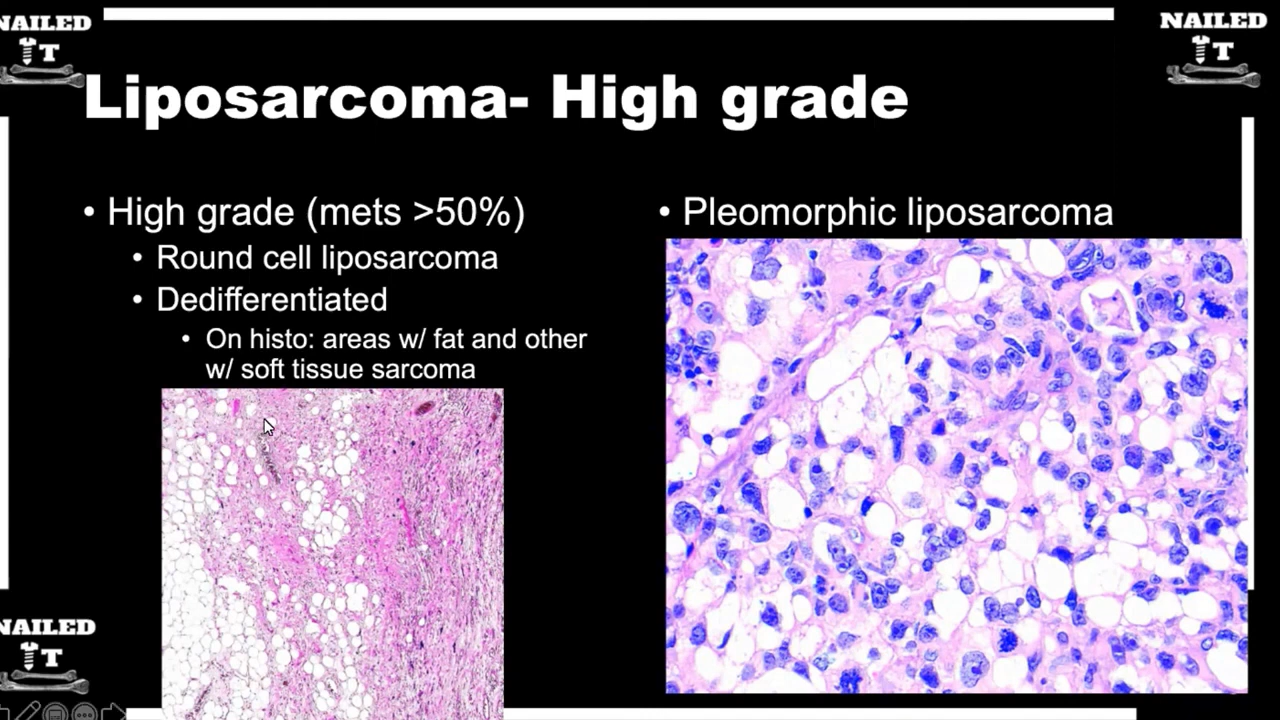 NAILED
IT
NAILED
IT
Liposarcoma- High grade
• High grade (mets >50%)
• Round cell liposarcoma
• Dedifferentiated
• On histo: areas w/ fat and other
w/ soft tissue sarcoma
• Pleomorphic liposarcoma
NAILED
IT